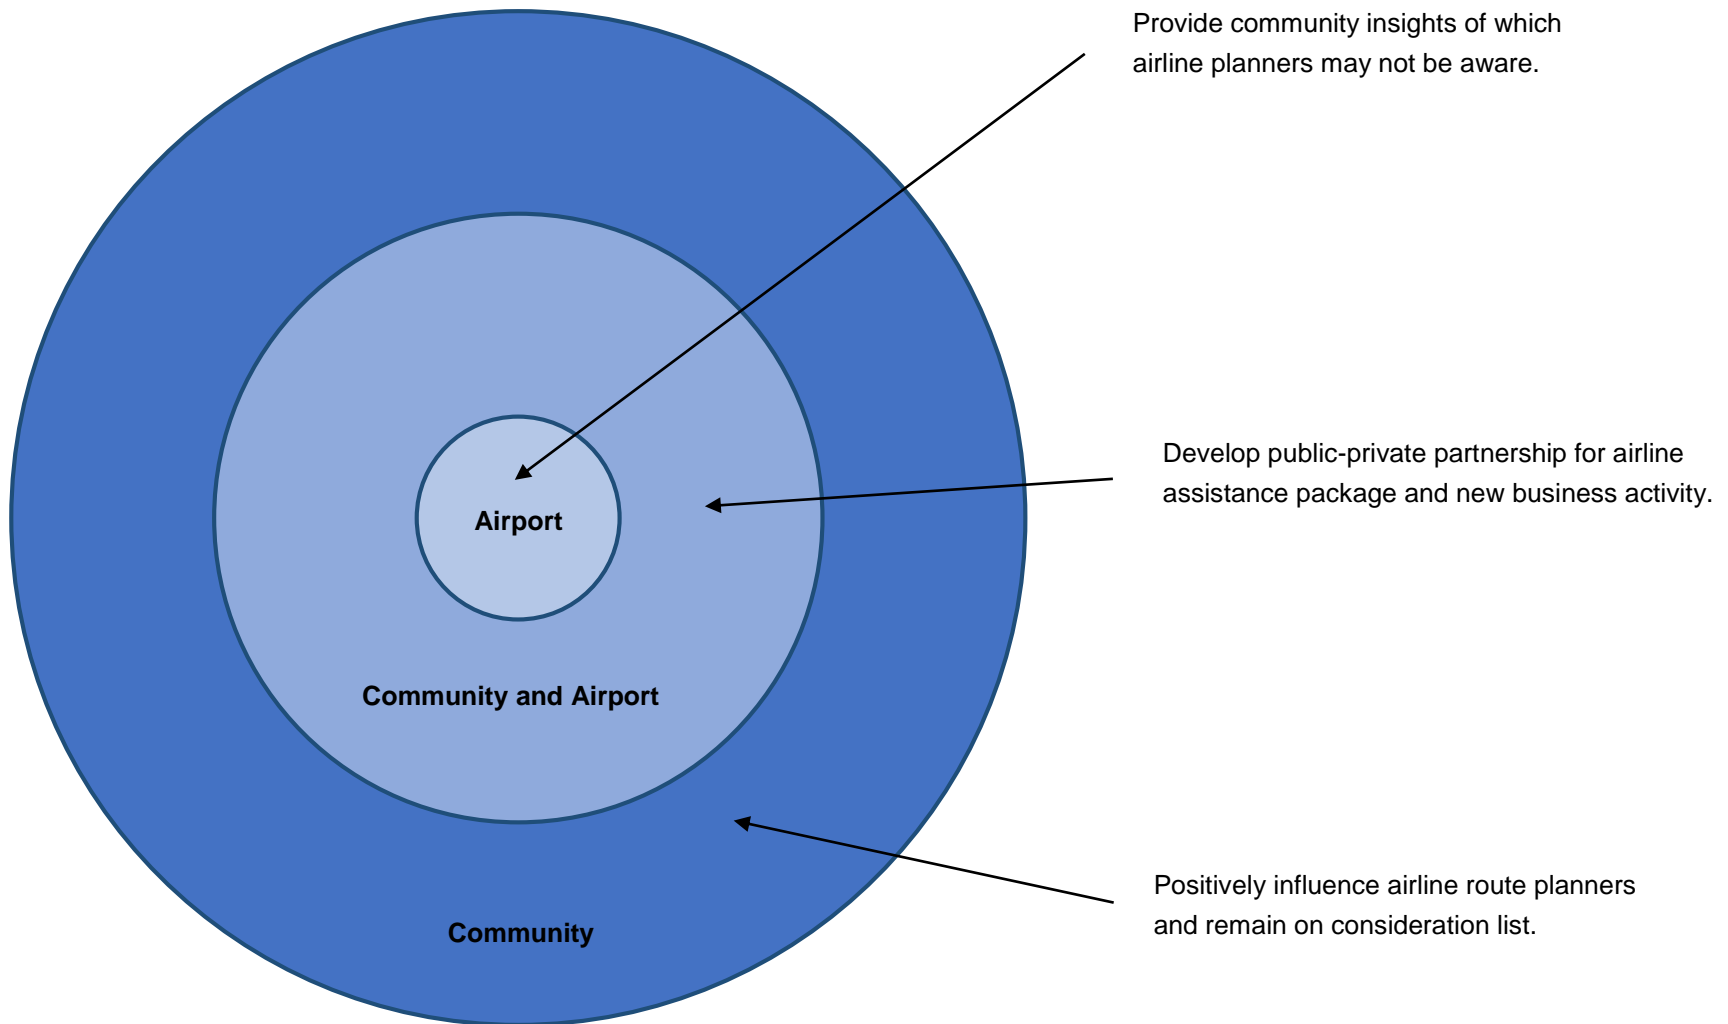 Provide community insights of which
airline planners may not be aware.
Develop public-private partnership for airline
assistance package and new business activity.
Airport
Community and Airport
Positively influence airline route planners
and remain on consideration list.
Community